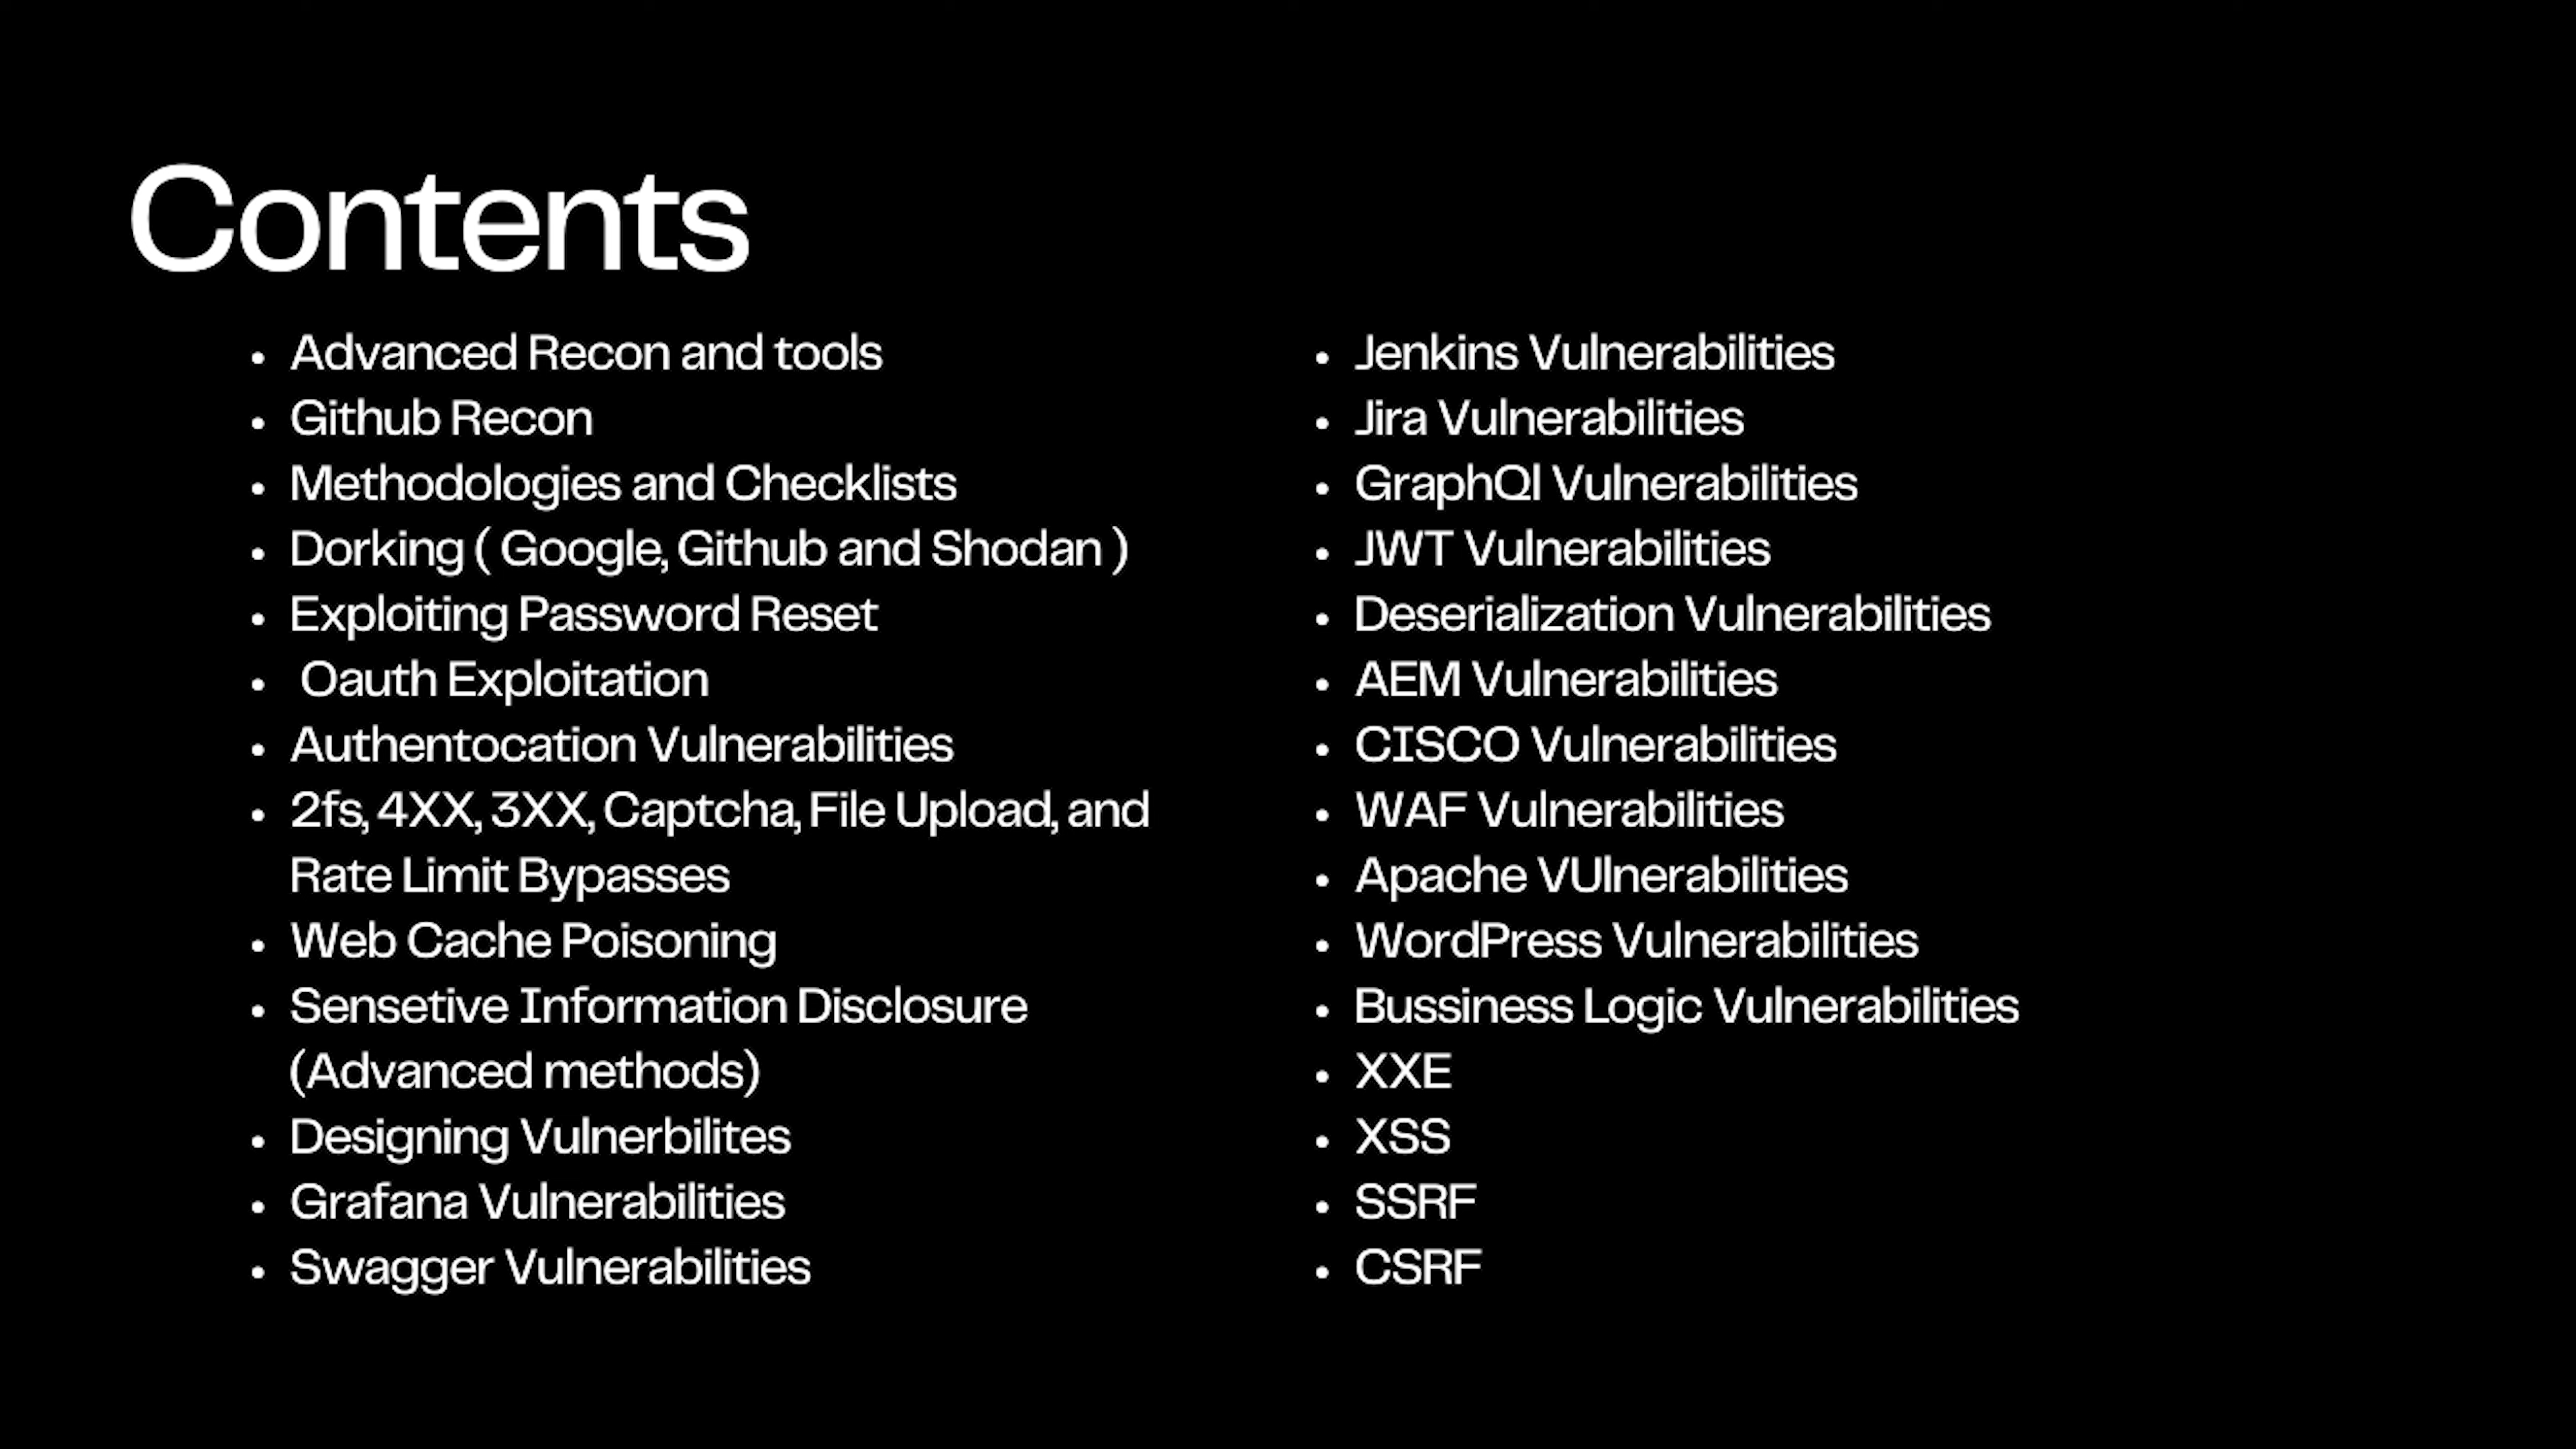 Contents
Advanced Recon and tools
Github Recon
Methodologies and Checklists
Dorking ( Google, Github and Shodan )
Exploiting Password Reset
Oauth Exploitation
Authentocation Vulnerabilities
2fs, 4XX, 3XX, Captcha, File Upload, and
Rate Limit Bypasses
Web Cache Poisoning
Sensetive Information Disclosure
(Advanced methods)
Designing Vulnerbilites
Grafana Vulnerabilities
Swagger Vulnerabilities
Jenkins Vulnerabilities
Jira Vulnerabilities
GraphQl Vulnerabilities
JWT Vulnerabilities
Deserialization Vulnerabilities
AEM Vulnerabilities
CISCO Vulnerabilities
WAF Vulnerabilities
Apache VUlnerabilities
WordPress Vulnerabilities
Bussiness Logic Vulnerabilities
XXE
XSS
SSRF
CSRF